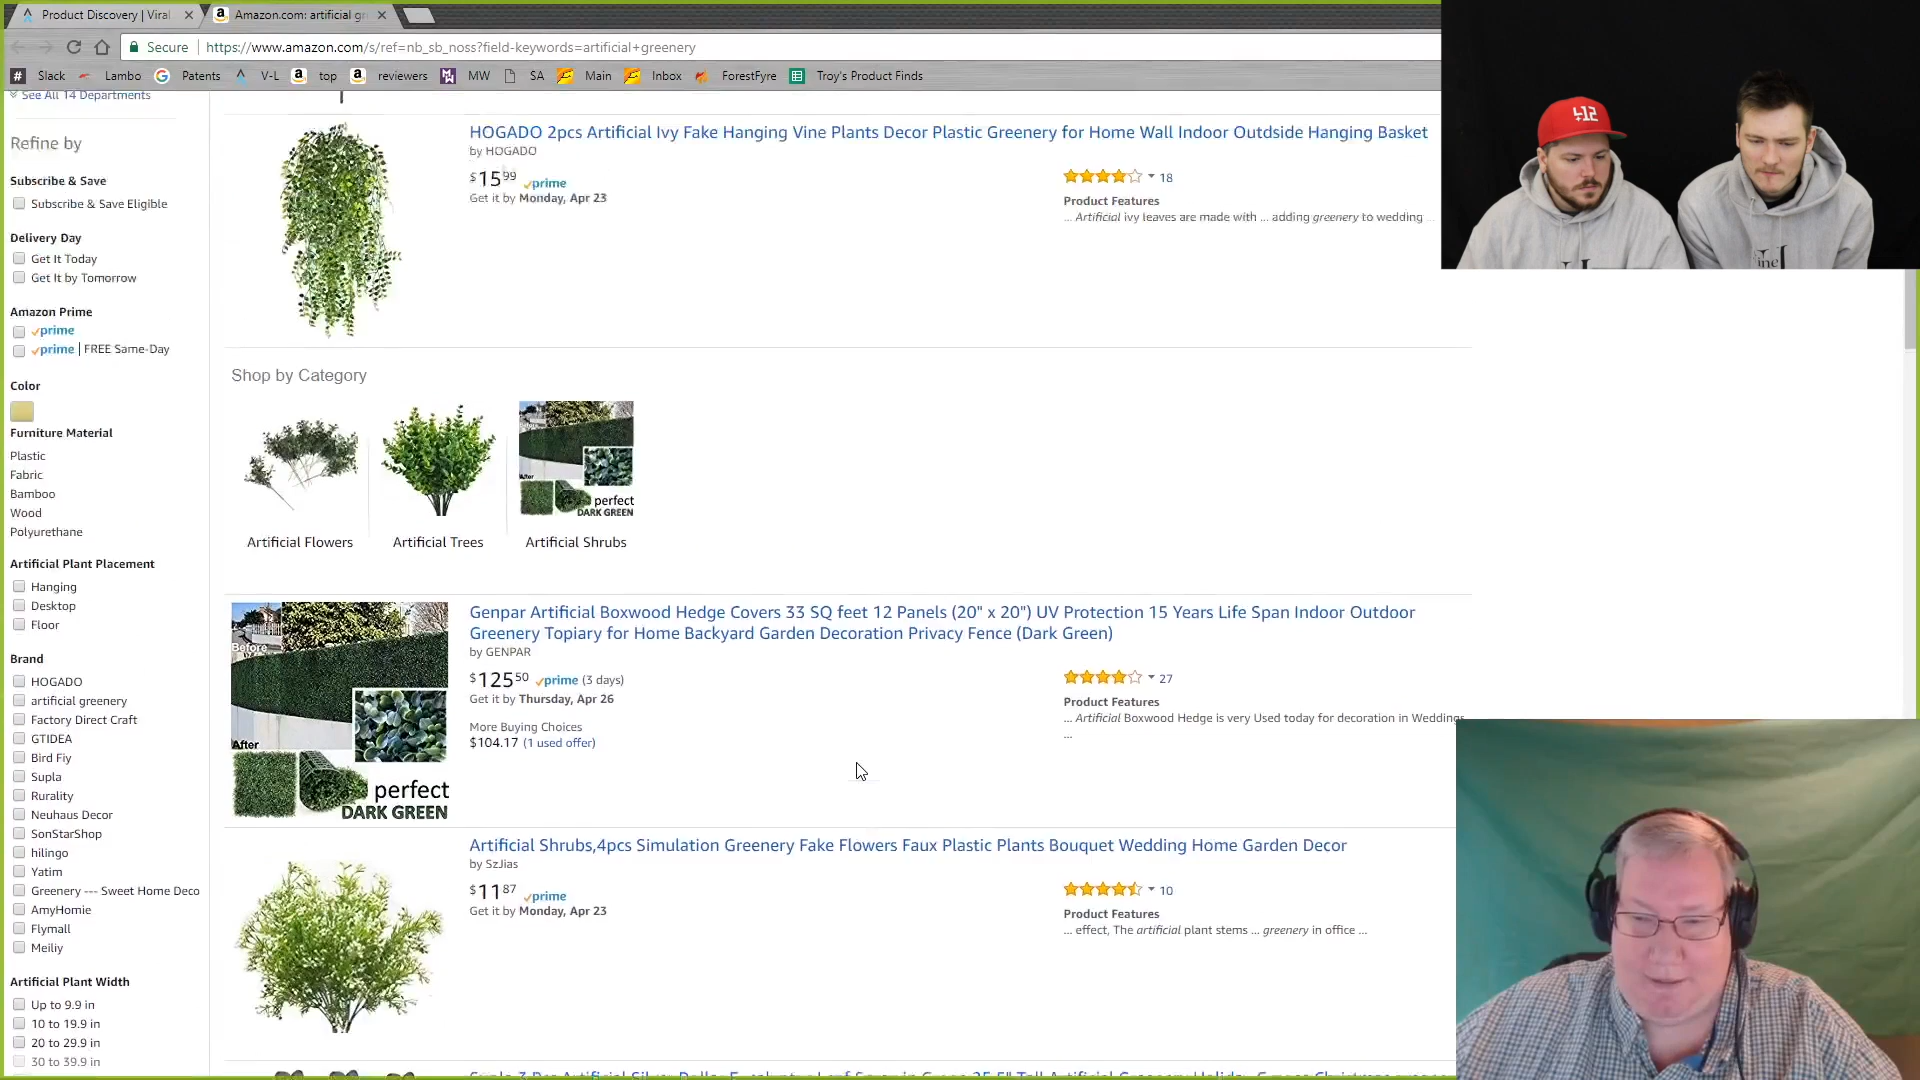 Product Discovery | Viral
Amazon.com: artificial gr
Secure https://www.amazon.com/s/ref=nb_sb_noss?field-keywords=artificial+greenery
Slack Lambo Patents V-L top reviewers MW SA Main Inbox ForestFyre Troy's Product Finds
See All 14 Departments
Refine by
Subscribe & Save
Subscribe & Save Eligible
Delivery Day
Get It Today
Get It by Tomorrow
Amazon Prime
prime
prime | FREE Same-Day
Color
Furniture Material
Plastic
Fabric
Bamboo
Wood
Polyurethane
Artificial Plant Placement
Hanging
Desktop
Floor
Brand
HOGADO
artificial greenery
Factory Direct Craft
GTIDEA
Bird Fiy
Supla
Rurality
Neuhaus Decor
SonStarShop
hilingo
Yatim
Greenery --- Sweet Home Deco
AmyHomie
Flymall
Meiliy
Artificial Plant Width
Up to 9.9 in
10 to 19.9 in
20 to 29.9 in
30 to 39.9 in
HOGADO 2pcs Artificial Ivy Fake Hanging Vine Plants Decor Plastic Greenery for Home Wall Indoor Outdside Hanging Basket
by HOGADO
$15 99 prime
Get it by Monday, Apr 23
18
Product Features
... Artificial ivy leaves are made with ... adding greenery to wedding ...
Shop by Category
Artificial Flowers
Artificial Trees
Artificial Shrubs
Before
After
perfect
DARK GREEN
Genpar Artificial Boxwood Hedge Covers 33 SQ feet 12 Panels (20" x 20") UV Protection 15 Years Life Span Indoor Outdoor
Greenery Topiary for Home Backyard Garden Decoration Privacy Fence (Dark Green)
by GENPAR
$125 50 prime (3 days)
Get it by Thursday, Apr 26
More Buying Choices
$104.17 (1 used offer)
27
Product Features
... Artificial Boxwood Hedge is very Used today for decoration in Weddings
...
Before
After
perfect
DARK GREEN
Artificial Shrubs,4pcs Simulation Greenery Fake Flowers Faux Plastic Plants Bouquet Wedding Home Garden Decor
by SzJias
$11 87 prime
Get it by Monday, Apr 23
10
Product Features
... effect, The artificial plant stems ... greenery in office ...
412